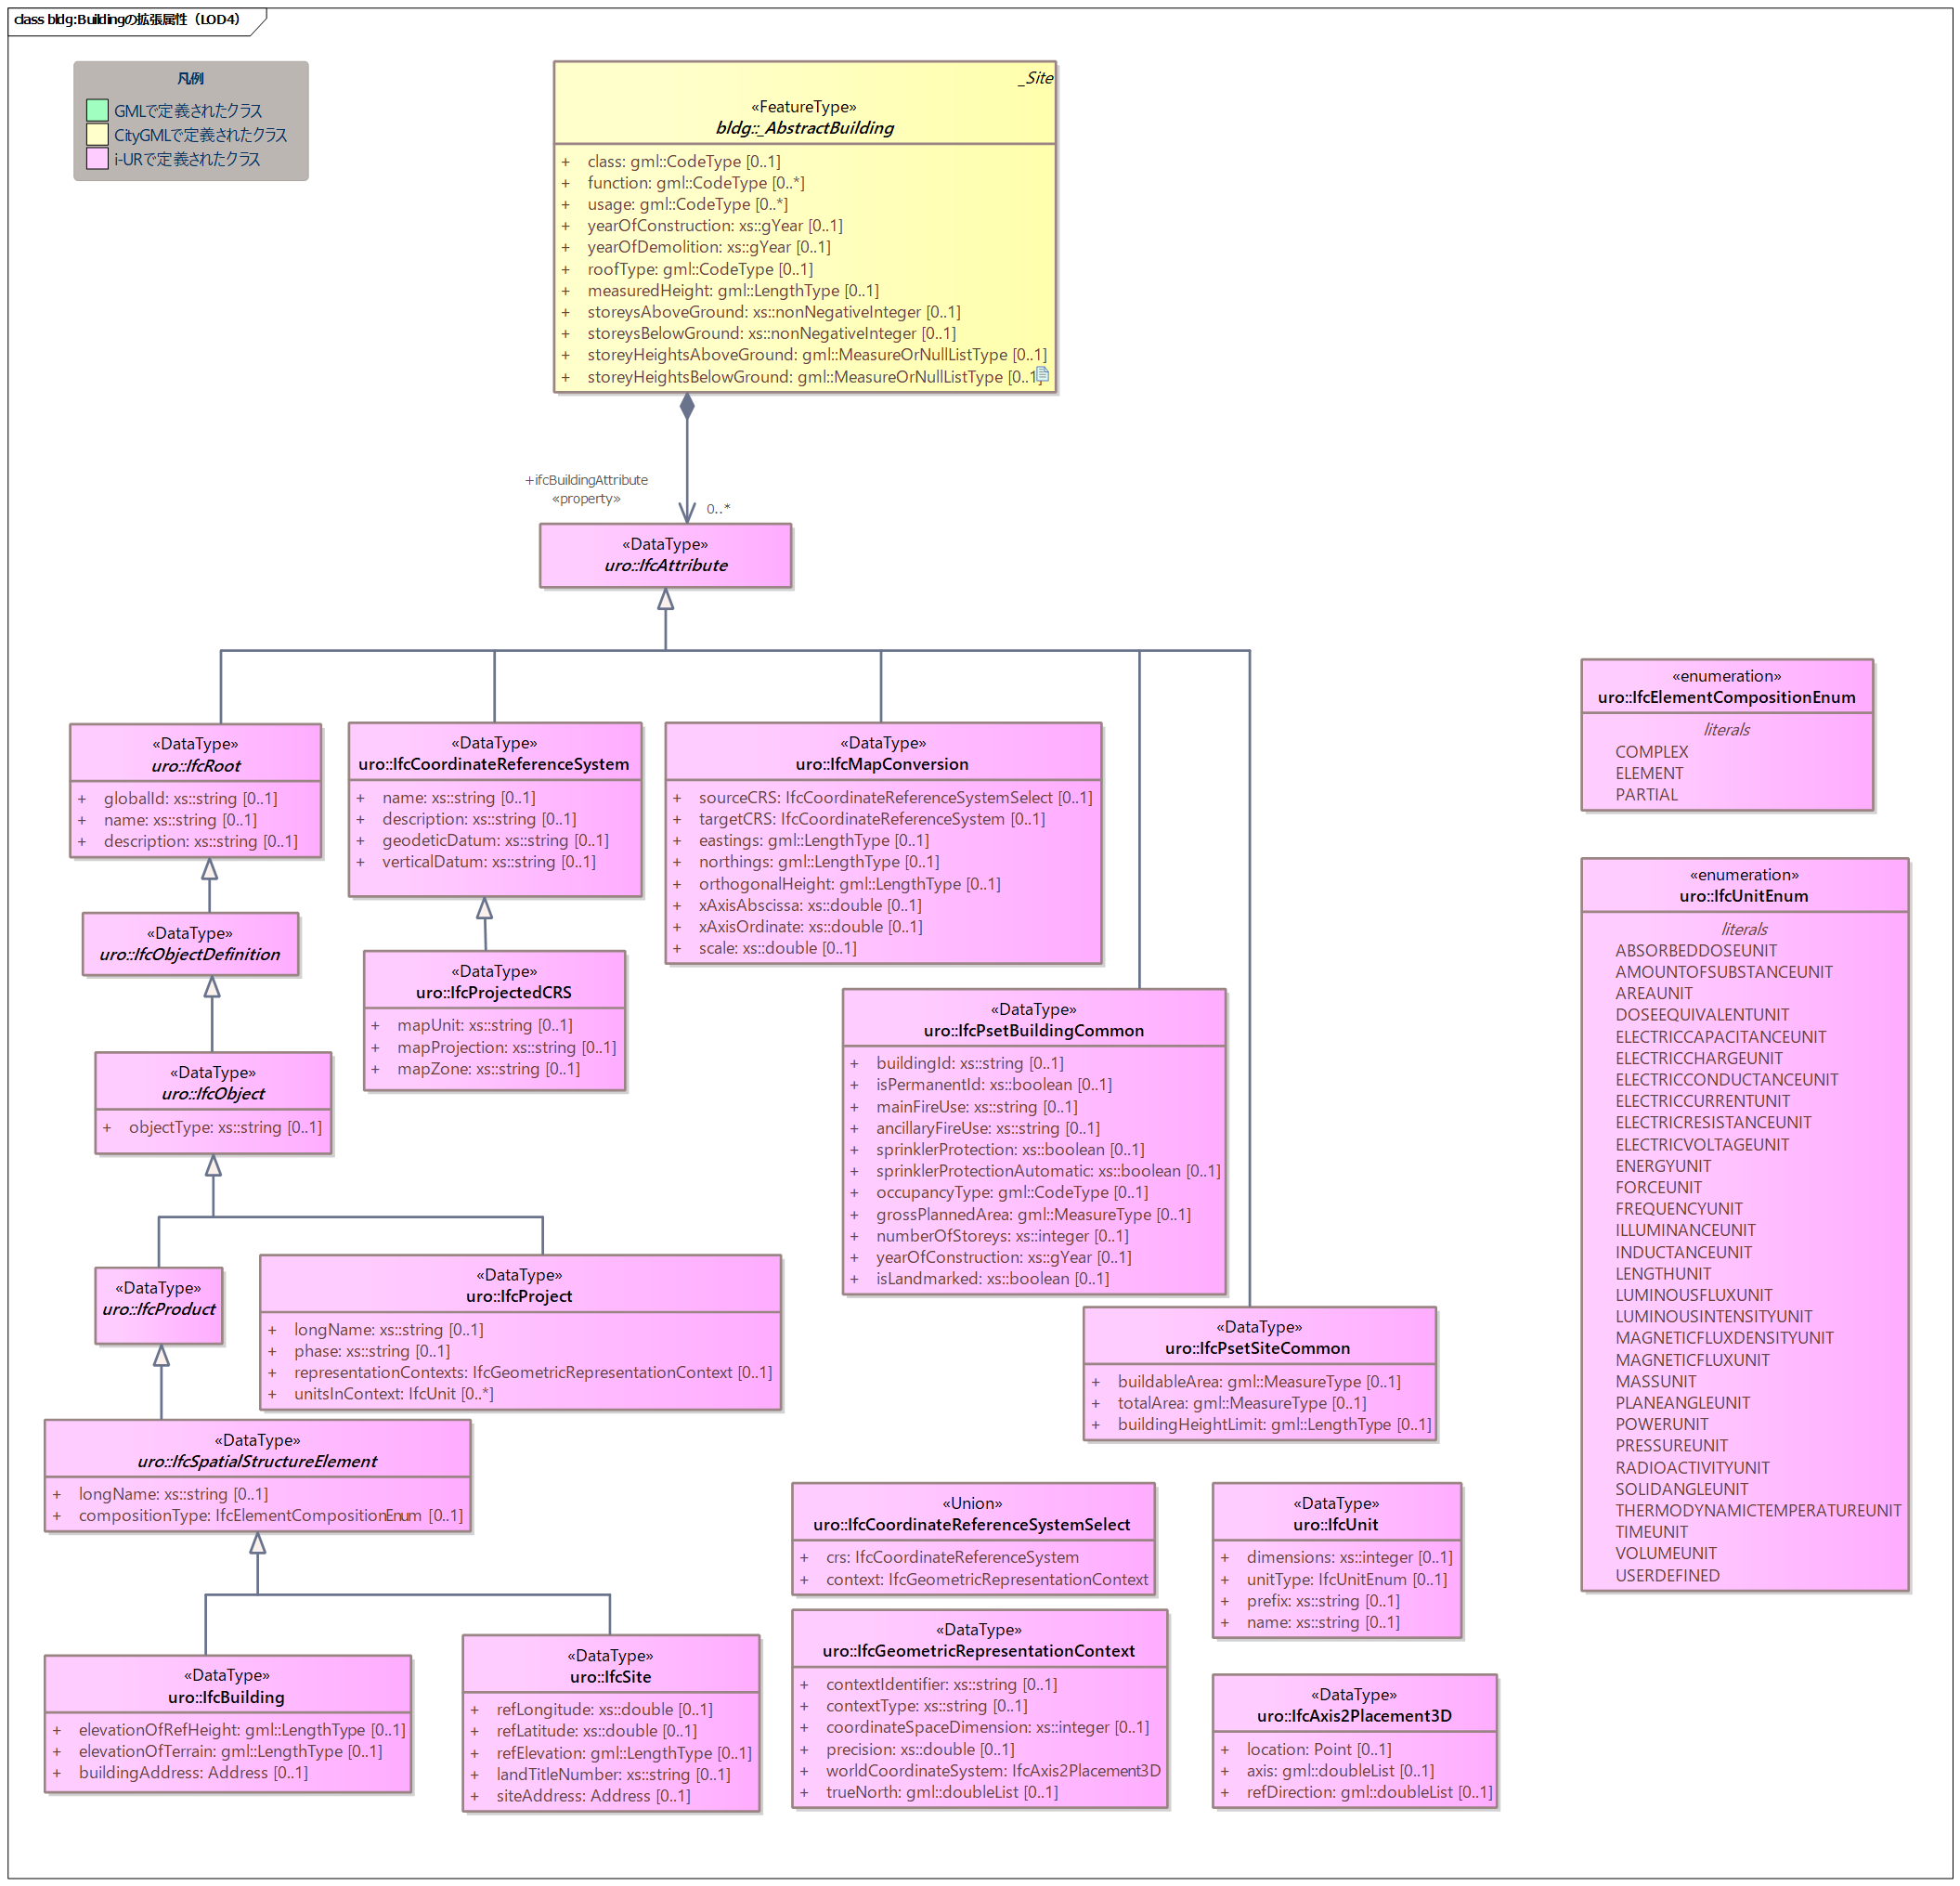 class bldg:Buildingの拡張属性（LOD4）
凡例
GMLで定義されたクラス
CityGMLで定義されたクラス
i-URで定義されたクラス
_Site
«FeatureType»
bldg::_AbstractBuilding
+ class: gml::CodeType [0..1]
+ function: gml::CodeType [0..*]
+ usage: gml::CodeType [0..*]
+ yearOfConstruction: xs::gYear [0..1]
+ yearOfDemolition: xs::gYear [0..1]
+ roofType: gml::CodeType [0..1]
+ measuredHeight: gml::LengthType [0..1]
+ storeysAboveGround: xs::nonNegativeInteger [0..1]
+ storeysBelowGround: xs::nonNegativeInteger [0..1]
+ storeyHeightsAboveGround: gml::MeasureOrNullListType [0..1]
+ storeyHeightsBelowGround: gml::MeasureOrNullListType [0..1]
+ifcBuildingAttribute
«property»
0..*
«DataType»
uro::IfcAttribute
«DataType»
uro::IfcRoot
+ globalId: xs::string [0..1]
+ name: xs::string [0..1]
+ description: xs::string [0..1]
«DataType»
uro::IfcCoordinateReferenceSystem
+ name: xs::string [0..1]
+ description: xs::string [0..1]
+ geodeticDatum: xs::string [0..1]
+ verticalDatum: xs::string [0..1]
«DataType»
uro::IfcMapConversion
+ sourceCRS: IfcCoordinateReferenceSystemSelect [0..1]
+ targetCRS: IfcCoordinateReferenceSystem [0..1]
+ eastings: gml::LengthType [0..1]
+ northings: gml::LengthType [0..1]
+ orthogonalHeight: gml::LengthType [0..1]
+ xAxisAbscissa: xs::double [0..1]
+ xAxisOrdinate: xs::double [0..1]
+ scale: xs::double [0..1]
«DataType»
uro::IfcObjectDefinition
«DataType»
uro::IfcProjectedCRS
+ mapUnit: xs::string [0..1]
+ mapProjection: xs::string [0..1]
+ mapZone: xs::string [0..1]
«DataType»
uro::IfcObject
+ objectType: xs::string [0..1]
«DataType»
uro::IfcPsetBuildingCommon
+ buildingId: xs::string [0..1]
+ isPermanentId: xs::boolean [0..1]
+ mainFireUse: xs::string [0..1]
+ ancillaryFireUse: xs::string [0..1]
+ sprinklerProtection: xs::boolean [0..1]
+ sprinklerProtectionAutomatic: xs::boolean [0..1]
+ occupancyType: gml::CodeType [0..1]
+ grossPlannedArea: gml::MeasureType [0..1]
+ numberOfStoreys: xs::integer [0..1]
+ yearOfConstruction: xs::gYear [0..1]
+ isLandmarked: xs::boolean [0..1]
«DataType»
uro::IfcProduct
«DataType»
uro::IfcProject
+ longName: xs::string [0..1]
+ phase: xs::string [0..1]
+ representationContexts: IfcGeometricRepresentationContext [0..1]
+ unitsInContext: IfcUnit [0..*]
«DataType»
uro::IfcPsetSiteCommon
+ buildableArea: gml::MeasureType [0..1]
+ totalArea: gml::MeasureType [0..1]
+ buildingHeightLimit: gml::LengthType [0..1]
«DataType»
uro::IfcSpatialStructureElement
+ longName: xs::string [0..1]
+ compositionType: IfcElementCompositionEnum [0..1]
«DataType»
uro::IfcBuilding
+ elevationOfRefHeight: gml::LengthType [0..1]
+ elevationOfTerrain: gml::LengthType [0..1]
+ buildingAddress: Address [0..1]
«DataType»
uro::IfcSite
+ refLongitude: xs::double [0..1]
+ refLatitude: xs::double [0..1]
+ refElevation: gml::LengthType [0..1]
+ landTitleNumber: xs::string [0..1]
+ siteAddress: Address [0..1]
«Union»
uro::IfcCoordinateReferenceSystemSelect
+ crs: IfcCoordinateReferenceSystem
+ context: IfcGeometricRepresentationContext
«DataType»
uro::IfcGeometricRepresentationContext
+ contextIdentifier: xs::string [0..1]
+ contextType: xs::string [0..1]
+ coordinateSpaceDimension: xs::integer [0..1]
+ precision: xs::double [0..1]
+ worldCoordinateSystem: IfcAxis2Placement3D
+ trueNorth: gml::doubleList [0..1]
«DataType»
uro::IfcUnit
+ dimensions: xs::integer [0..1]
+ unitType: IfcUnitEnum [0..1]
+ prefix: xs::string [0..1]
+ name: xs::string [0..1]
«DataType»
uro::IfcAxis2Placement3D
+ location: Point [0..1]
+ axis: gml::doubleList [0..1]
+ refDirection: gml::doubleList [0..1]
«enumeration»
uro::IfcElementCompositionEnum
literals
COMPLEX
ELEMENT
PARTIAL
«enumeration»
uro::IfcUnitEnum
literals
ABSORBEDDOSEUNIT
AMOUNTOFSUBSTANCEUNIT
AREAUNIT
DOSEEQUIVALENTUNIT
ELECTRICCAPACITANCEUNIT
ELECTRICCHARGEUNIT
ELECTRICCONDUCTANCEUNIT
ELECTRICCURRENTUNIT
ELECTRICRESISTANCEUNIT
ELECTRICVOLTAGEUNIT
ENERGYUNIT
FORCEUNIT
FREQUENCYUNIT
ILLUMINANCEUNIT
INDUCTANCEUNIT
LENGTHUNIT
LUMINOUSFLUXUNIT
LUMINOUSINTENSITYUNIT
MAGNETICFLUXDENSITYUNIT
MAGNETICFLUXUNIT
MASSUNIT
PLANEANGLEUNIT
POWERUNIT
PRESSUREUNIT
RADIOACTIVITYUNIT
SOLIDANGLEUNIT
THERMODYNAMICTEMPERATUREUNIT
TIMEUNIT
VOLUMEUNIT
USERDEFINED